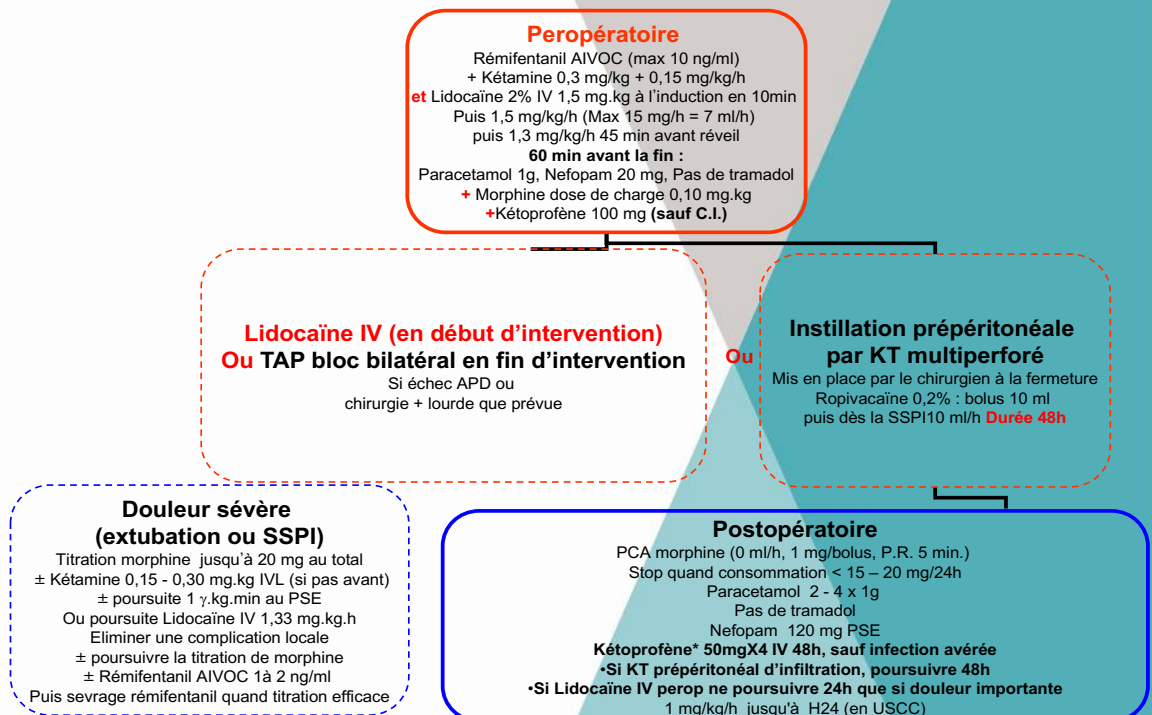 Peropératoire
Rémifentanil AIVOC (max 10 ng/ml)
+ Kétamine 0,3 mg/kg + 0,15 mg/kg/h
et Lidocaïne 2% IV 1,5 mg.kg à l'induction en 10min
Puis 1,5 mg/kg/h (Max 15 mg/h = 7 ml/h)
puis 1,3 mg/kg/h 45 min avant réveil
60 min avant la fin :
Paracetamol 1g, Nefopam 20 mg, Pas de tramadol
+ Morphine dose de charge 0,10 mg.kg
+Kétoprofène 100 mg (sauf C.I.)
Lidocaïne IV (en début d'intervention)
Ou TAP bloc bilatéral en fin d'intervention
Si échec APD ou
chirurgie + lourde que prévue
Ou
Instillation prépéritonéale
par KT multiperforé
Mis en place par le chirurgien à la fermeture
Ropivacaïne 0,2% : bolus 10 ml
puis dès la SSPI10 ml/h Durée 48h
Douleur sévère
(extubation ou SSPI)
Titration morphine jusqu'à 20 mg au total
± Kétamine 0,15 - 0,30 mg.kg IVL (si pas avant)
± poursuite 1 γ.kg.min au PSE
Ou poursuite Lidocaïne IV 1,33 mg.kg.h
Eliminer une complication locale
± poursuivre la titration de morphine
± Rémifentanil AIVOC 1à 2 ng/ml
Puis sevrage rémifentanil quand titration efficace
Postopératoire
PCA morphine (0 ml/h, 1 mg/bolus, P.R. 5 min.)
Stop quand consommation < 15 – 20 mg/24h
Paracetamol 2 - 4 x 1g
Pas de tramadol
Nefopam 120 mg PSE
Kétoprofène* 50mgX4 IV 48h, sauf infection avérée
•Si KT prépéritonéal d'infiltration, poursuivre 48h
•Si Lidocaïne IV perop ne poursuivre 24h que si douleur importante
1 mg/kg/h jusqu'à H24 (en USCC)